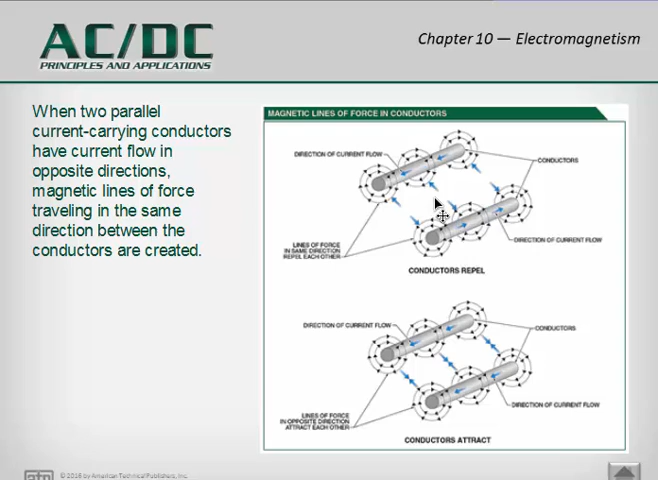 AC/DC
PRINCIPLES AND APPLICATIONS
Chapter 10 — Electromagnetism
When two parallel
current-carrying conductors
have current flow in
opposite directions,
magnetic lines of force
traveling in the same
direction between the
conductors are created.
MAGNETIC LINES OF FORCE IN CONDUCTORS
DIRECTION OF CURRENT FLOW
CONDUCTORS
DIRECTION OF CURRENT FLOW
LINES OF FORCE
IN SAME DIRECTION
REPEL EACH OTHER
CONDUCTORS REPEL
DIRECTION OF CURRENT FLOW
CONDUCTORS
DIRECTION OF CURRENT FLOW
LINES OF FORCE
IN OPPOSITE DIRECTION
ATTRACT EACH OTHER
CONDUCTORS ATTRACT
atp
© 2016 by American Technical Publishers, Inc.